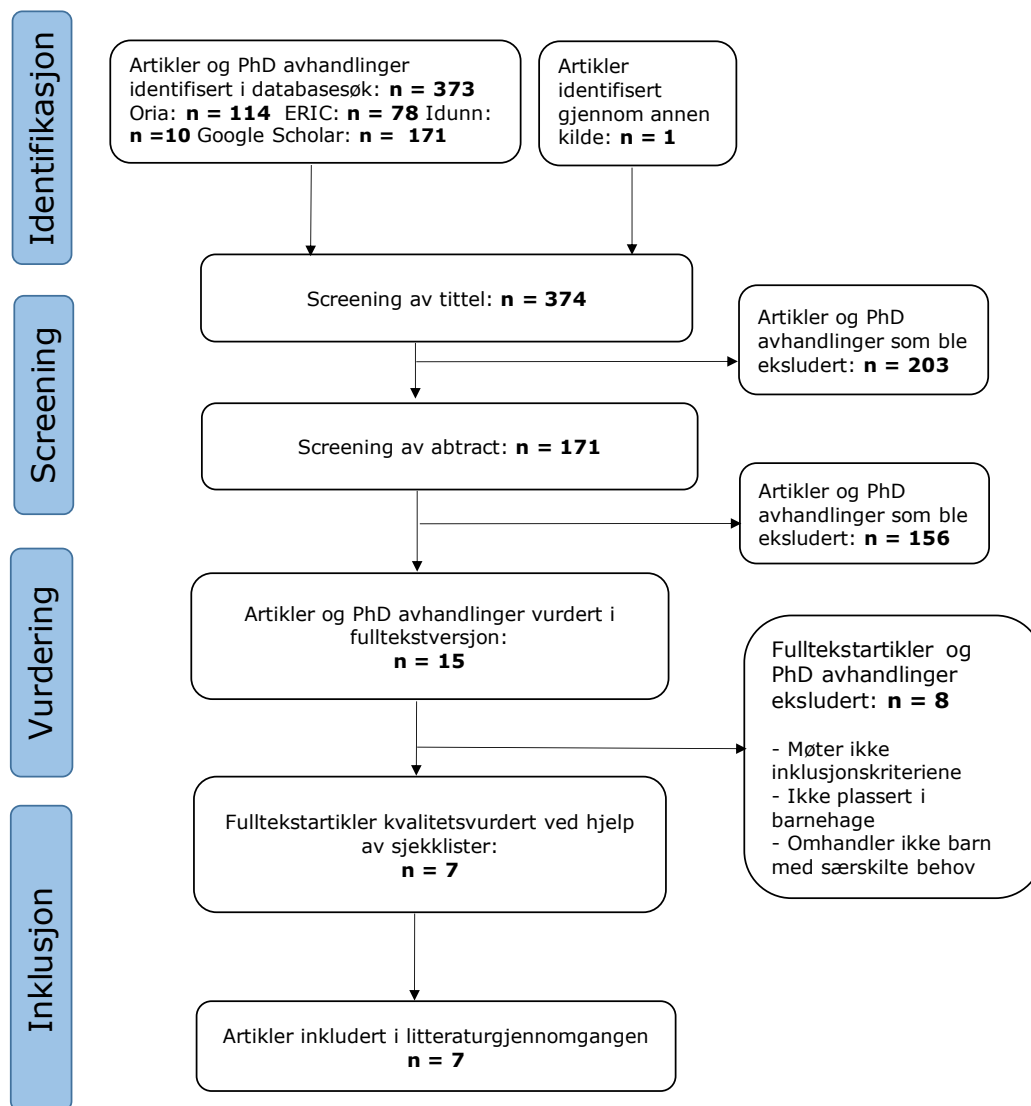 Identifikasjon
Artikler og PhD avhandlinger
identifisert i databasesøk: n = 373
Oria: n = 114 ERIC: n = 78 Idunn:
n =10 Google Scholar: n = 171
Artikler
identifisert
gjennom annen
kilde: n = 1
Screening av tittel: n = 374
Screening
Artikler og PhD
avhandlinger som ble
eksludert: n = 203
Screening av abtract: n = 171
Artikler og PhD
avhandlinger som ble
eksludert: n = 156
Vurdering
Artikler og PhD avhandlinger vurdert i
fulltekstversjon:
n = 15
Fulltekstartikler og
PhD avhandlinger
eksludert: n = 8
- Møter ikke
inklusjonskriteriene
- Ikke plassert i
barnehage
- Omhandler ikke barn
med særskilte behov
Inklusjon
Fulltekstartikler kvalitetsvurdert ved hjelp
av sjekklister:
n = 7
Artikler inkludert i litteraturgjennomgangen
n = 7